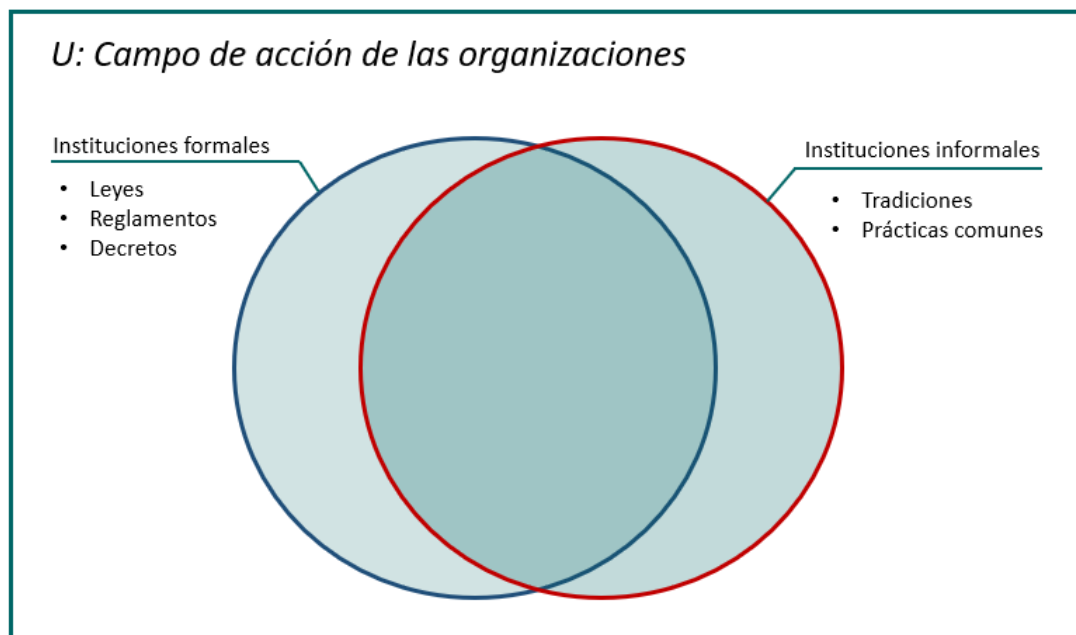 U: Campo de acción de las organizaciones
Instituciones formales
• Leyes
• Reglamentos
• Decretos
Instituciones informales
• Tradiciones
• Prácticas comunes